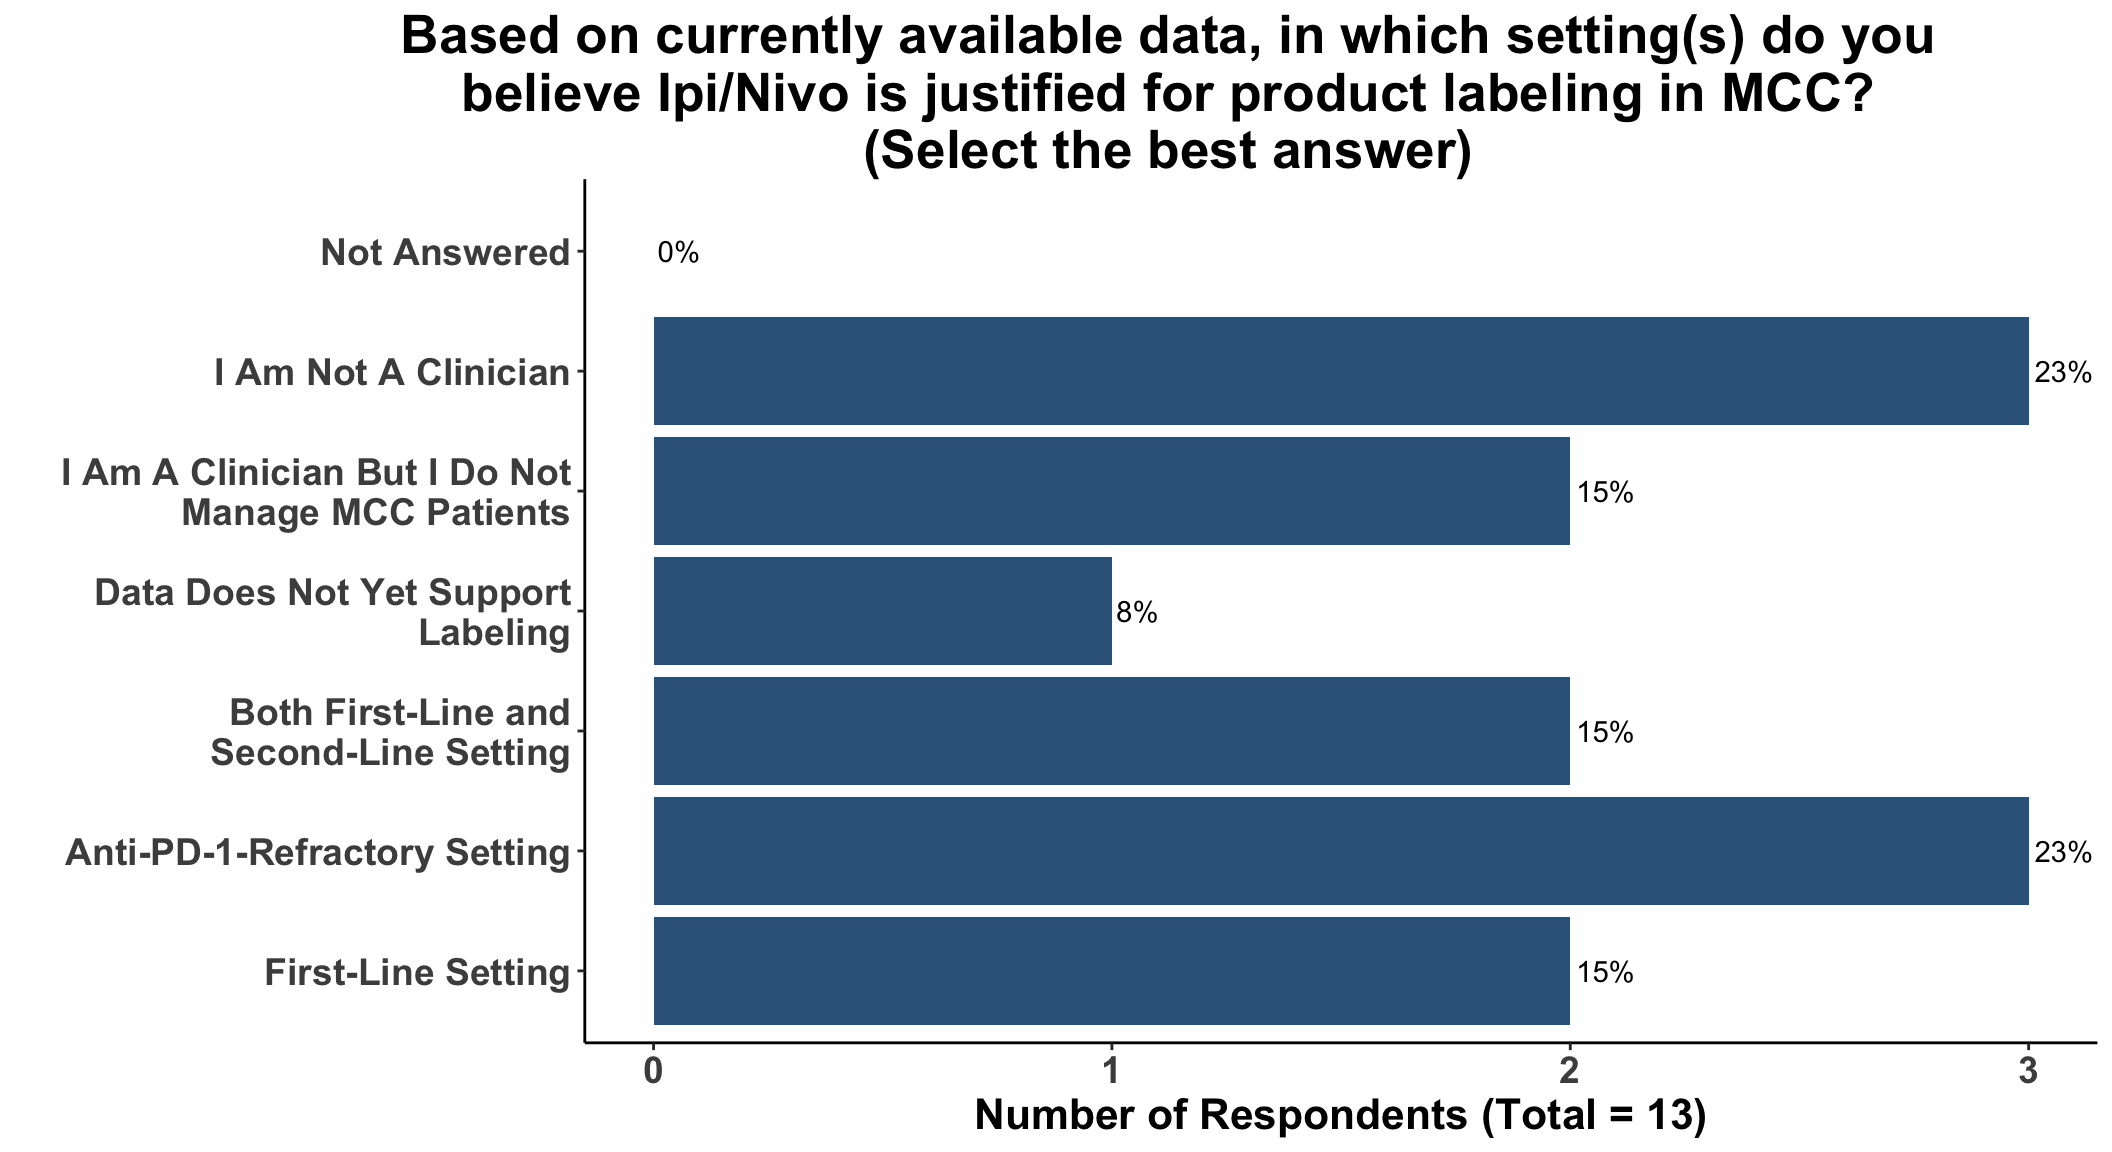 Based on currently available data, in which setting(s) do you
believe Ipi/Nivo is justified for product labeling in MCC?
(Select the best answer)
Not Answered
0%
I Am Not A Clinician
23%
I Am A Clinician But I Do Not
Manage MCC Patients
15%
Data Does Not Yet Support
Labeling
8%
Both First-Line and
Second-Line Setting
15%
Anti-PD-1-Refractory Setting
23%
First-Line Setting
15%
0 1 2 3
Number of Respondents (Total = 13)